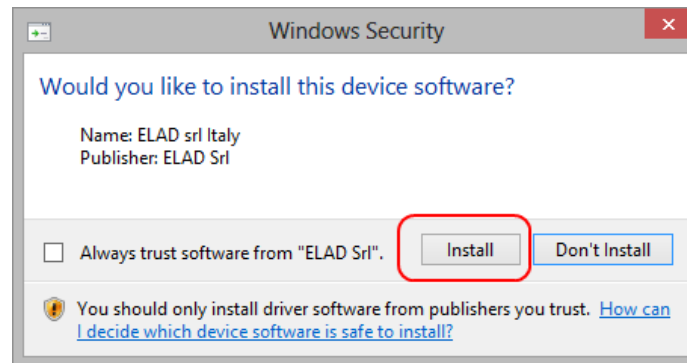 Windows Security
Would you like to install this device software?
Name: ELAD srl Italy
Publisher: ELAD Srl
Always trust software from "ELAD Srl".
Install
Don't Install
You should only install driver software from publishers you trust. How can
I decide which device software is safe to install?